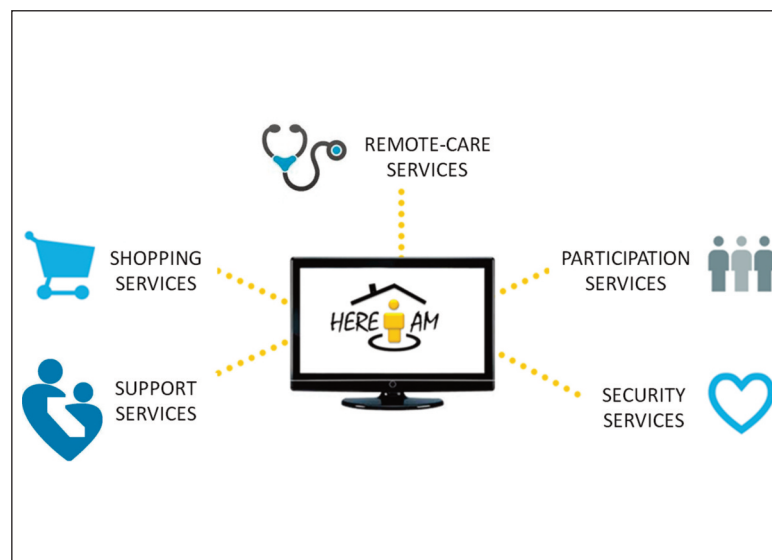 REMOTE-CARE
SERVICES
SHOPPING
SERVICES
PARTICIPATION
SERVICES
HERE I AM
SUPPORT
SERVICES
SECURITY
SERVICES